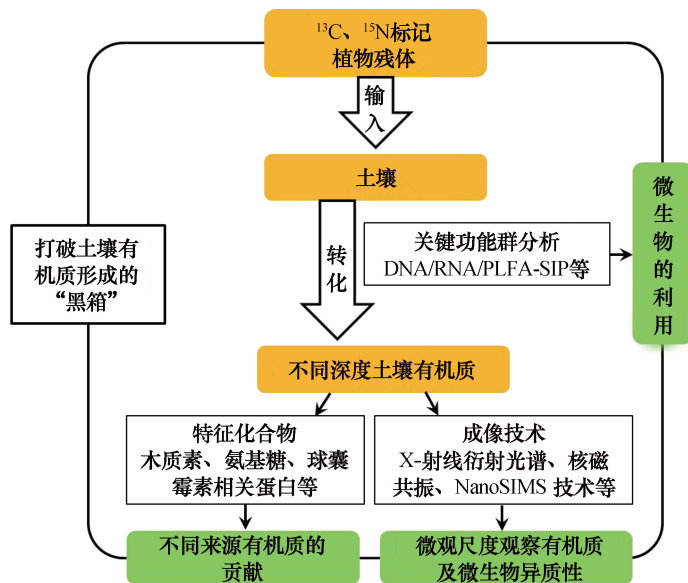 ¹³C、¹⁵N标记
植物残体
输
入
土壤
微
生
物
的
利
用
打破土壤有
机质形成的
“黑箱”
转
化
关键功能群分析
DNA/RNA/PLFA-SIP等
不同深度土壤有机质
特征化合物
木质素、氨基糖、球囊
霉素相关蛋白等
成像技术
X-射线衍射光谱、核磁
共振、NanoSIMS 技术等
不同来源有机质的
贡献
微观尺度观察有机质
及微生物异质性